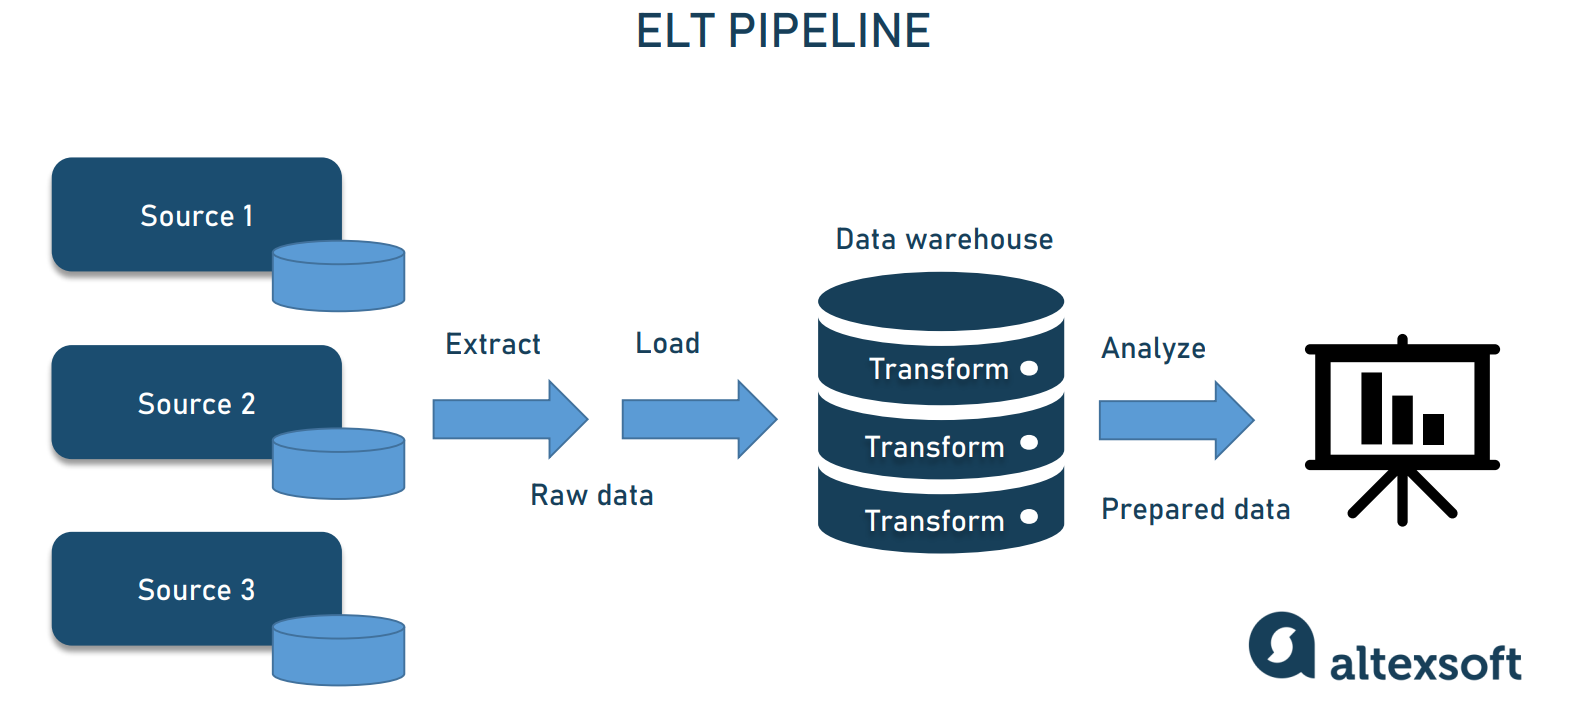 ELT PIPELINE
Source 1
Source 2
Source 3
Extract
Load
Raw data
Data warehouse
Transform
Transform
Transform
Analyze
Prepared data
altexsoft